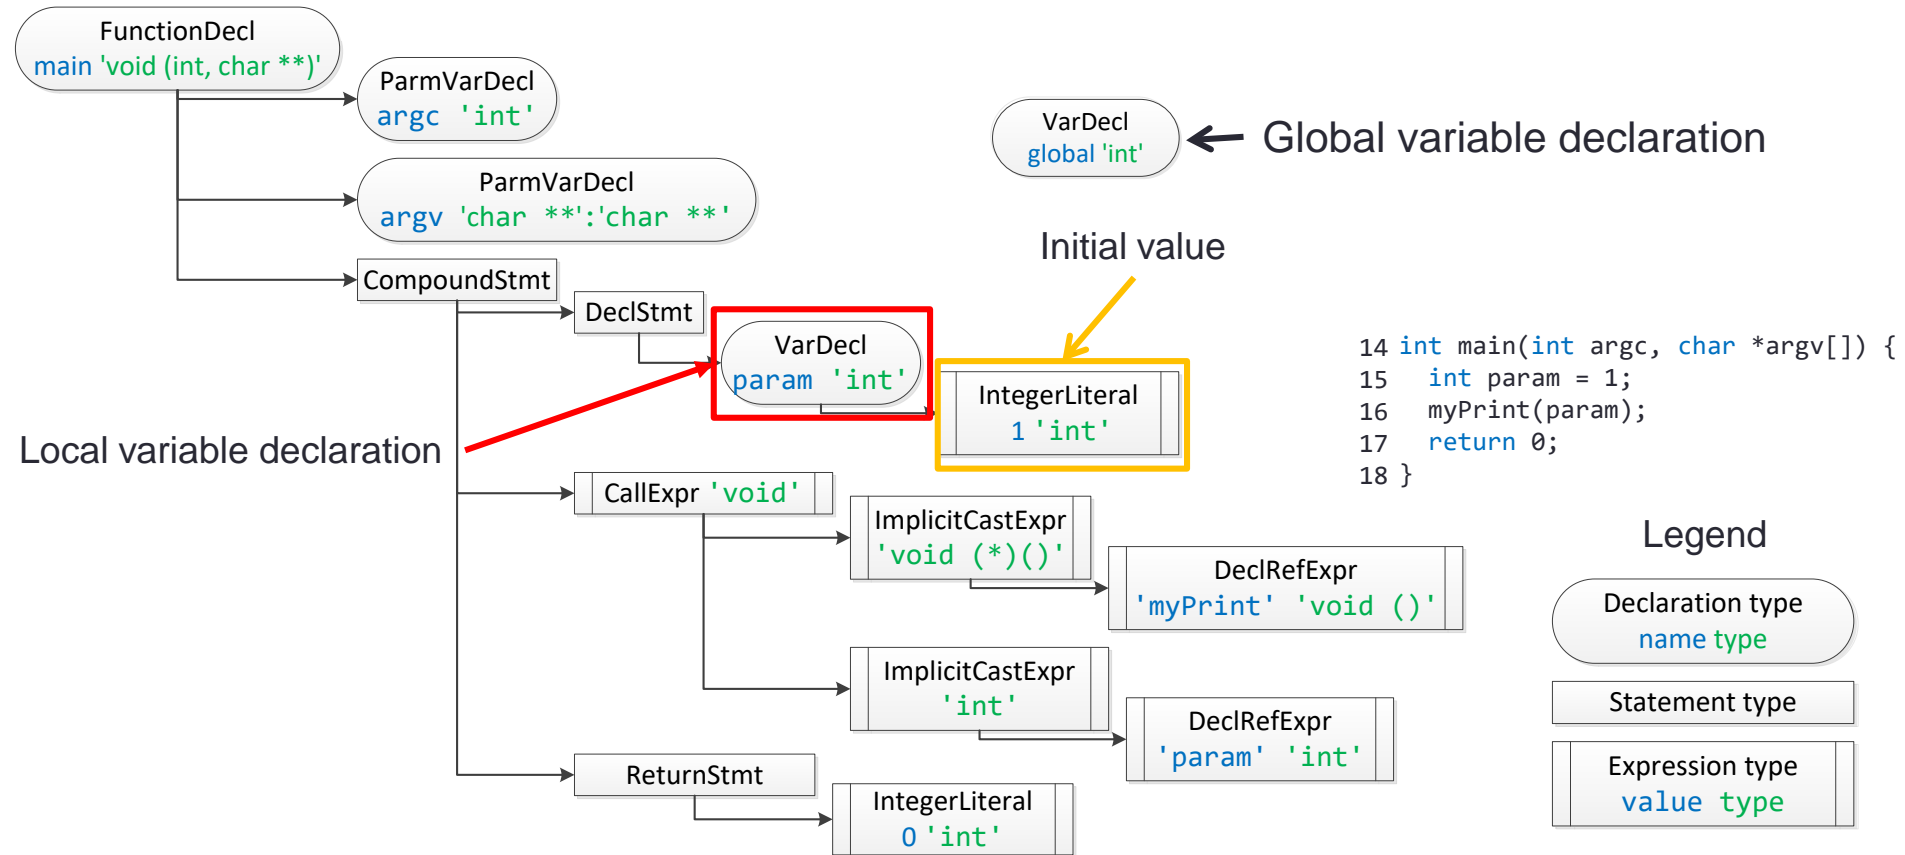 FunctionDecl
main 'void (int, char **)'
ParmVarDecl
argc 'int'
VarDecl
global 'int'
Global variable declaration
ParmVarDecl
argv 'char **':'char **'
Initial value
CompoundStmt
DeclStmt
VarDecl
param 'int'
IntegerLiteral
1 'int'
Local variable declaration
14 int main(int argc, char *argv[]) {
15 int param = 1;
16 myPrint(param);
17 return 0;
18 }
CallExpr 'void'
ImplicitCastExpr
'void (*)()'
DeclRefExpr
'myPrint' 'void ()'
ImplicitCastExpr
'int'
DeclRefExpr
'param' 'int'
ReturnStmt
IntegerLiteral
0 'int'
Legend
Declaration type
name type
Statement type
Expression type
value type